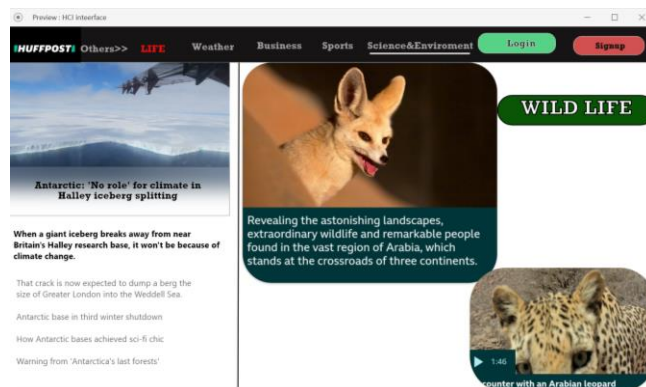 Preview : HCI inteerface
HUFFPOST Others>> LIFE Weather Business Sports Science&Enviroment Login Signup
Antarctic: 'No role' for climate in
Halley iceberg splitting
When a giant iceberg breaks away from near
Britain's Halley research base, it won't be because of
climate change.
That crack is now expected to dump a berg the
size of Greater London into the Weddell Sea.
Antarctic base in third winter shutdown
How Antarctic bases achieved sci-fi chic
Warning from 'Antarctica's last forests'
WILD LIFE
Revealing the astonishing landscapes,
extraordinary wildlife and remarkable people
found in the vast region of Arabia, which
stands at the crossroads of three continents.
1:46
counter with an Arabian leopard